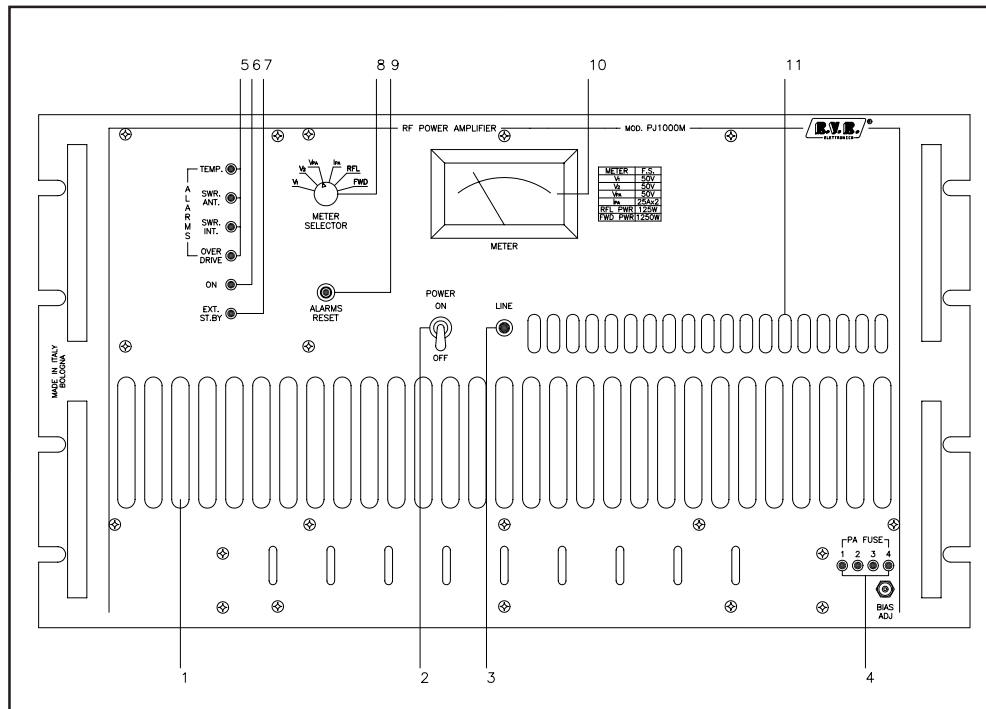 5 6 7 8 9 10 11
RF POWER AMPLIFIER MOD. PJ1000M
R.V.R.®
ELETTRONICA
ALARMS
TEMP.
SWR.
ANT.
SWR.
INT.
OVER
DRIVE
ON
EXT.
ST.BY
V1 V2 VPA IPA RFL FWD
METER
SELECTOR
ALARMS
RESET
METER
METER F.S.
V1 50V
V2 50V
VPA 50V
IPA 25Ax2
RFL PWR 125W
FWD PWR 1250W
POWER
ON
OFF
LINE
MADE IN ITALY
BOLOGNA
PA FUSE
1 2 3 4
BIAS
ADJ
1 2 3 4